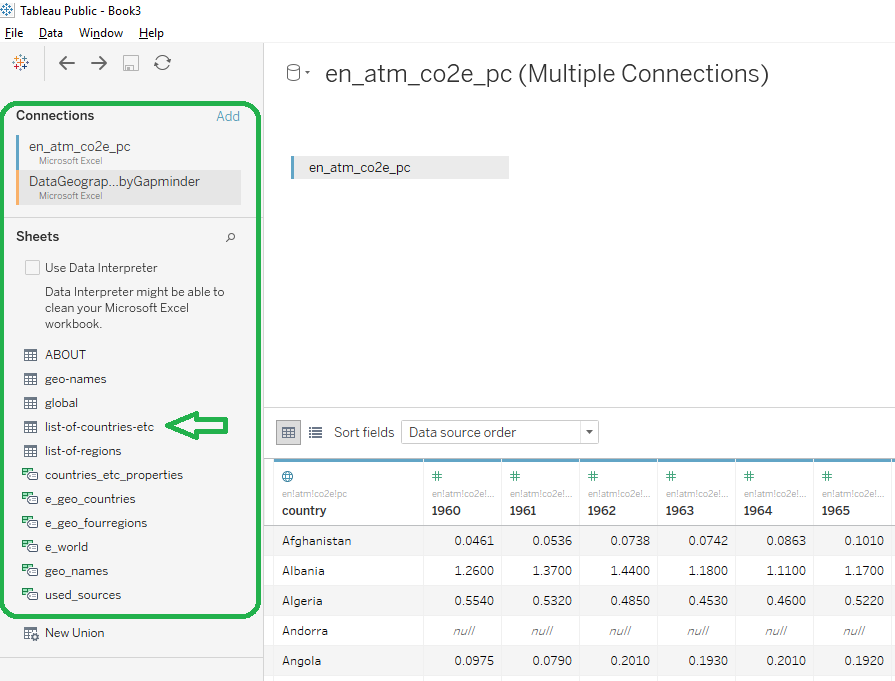 Tableau Public - Book3
File Data Window Help
en_atm_co2e_pc (Multiple Connections)
Connections Add
en_atm_co2e_pc
Microsoft Excel
DataGeograp...byGapminder
Microsoft Excel
en_atm_co2e_pc
Sheets
Use Data Interpreter
Data Interpreter might be able to
clean your Microsoft Excel
workbook.
ABOUT
geo-names
global
list-of-countries-etc
list-of-regions
countries_etc_properties
e_geo_countries
e_geo_fourregions
e_world
geo_names
used_sources
New Union
Sort fields Data source order
en!atm!co2e!pc en!atm!co2e!... en!atm!co2e!... en!atm!co2e!... en!atm!co2e!... en!atm!co2e!... en!atm!co2e!...
country 1960 1961 1962 1963 1964 1965
Afghanistan 0.0461 0.0536 0.0738 0.0742 0.0863 0.1010
Albania 1.2600 1.3700 1.4400 1.1800 1.1100 1.1700
Algeria 0.5540 0.5320 0.4850 0.4530 0.4600 0.5220
Andorra null null null null null null
Angola 0.0975 0.0790 0.2010 0.1930 0.2010 0.1920